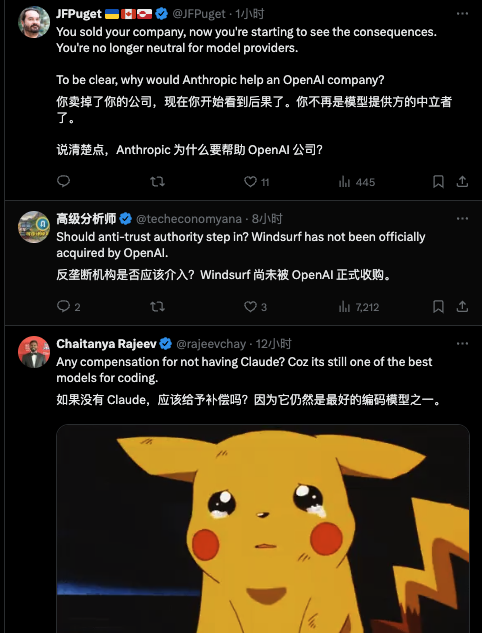 JFPuget @JFPuget · 1小时
You sold your company, now you're starting to see the consequences.
You're no longer neutral for model providers.
To be clear, why would Anthropic help an OpenAI company?
你卖掉了你的公司，现在你开始看到后果了。你不再是模型提供方的中立者
了。
说清楚点，Anthropic 为什么要帮助 OpenAI 公司？
11 445
高级分析师 @techeconomyana · 8小时
Should anti-trust authority step in? Windsurf has not been officially
acquired by OpenAI.
反垄断机构是否应该介入？Windsurf 尚未被 OpenAI 正式收购。
2 3 7,212
Chaitanya Rajeev @rajeevchay · 12小时
Any compensation for not having Claude? Coz its still one of the best
models for coding.
如果没有 Claude，应该给予补偿吗？因为它仍然是最好的编码模型之一。